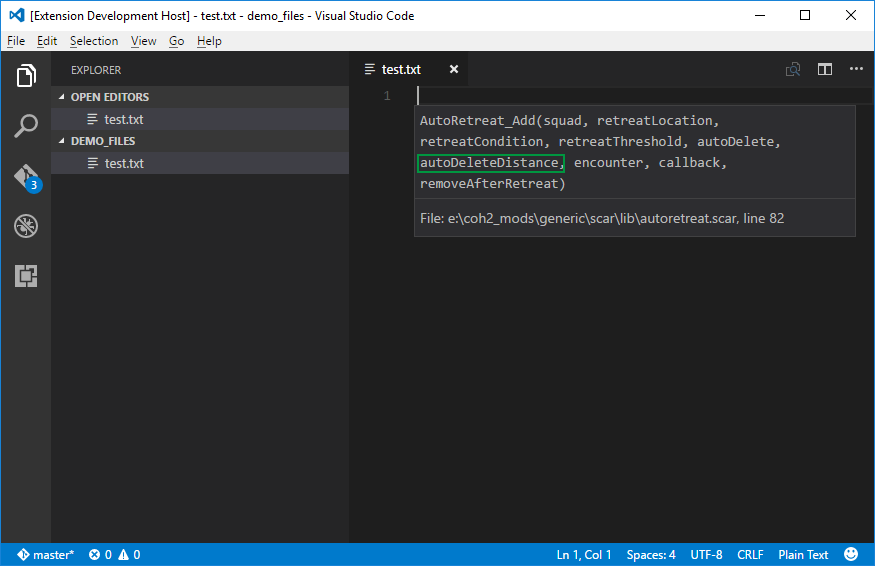 [Extension Development Host] - test.txt - demo_files - Visual Studio Code
File Edit Selection View Go Help
EXPLORER
OPEN EDITORS
test.txt
DEMO_FILES
test.txt
3
test.txt
1
AutoRetreat_Add(squad, retreatLocation,
retreatCondition, retreatThreshold, autoDelete,
autoDeleteDistance, encounter, callback,
removeAfterRetreat)
File: e:\coh2_mods\generic\scar\lib\autoretreat.scar, line 82
master* 0 0 Ln 1, Col 1 Spaces: 4 UTF-8 CRLF Plain Text